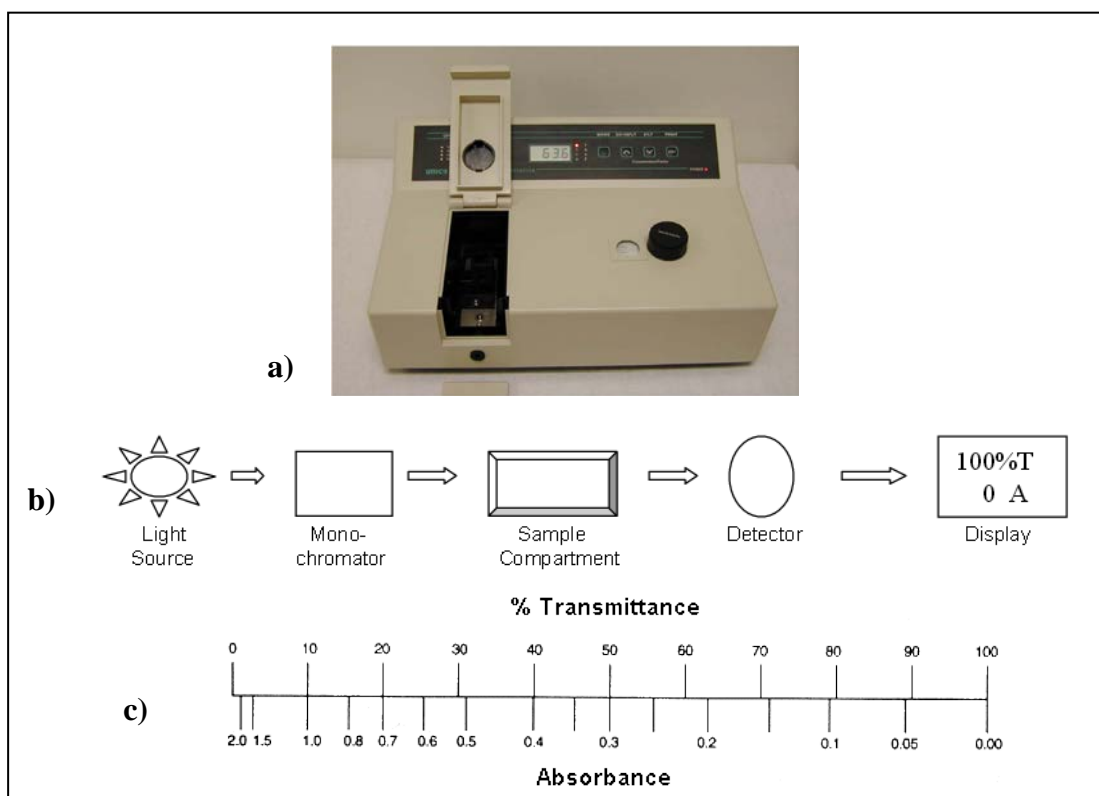 63.6
a)
b)
100%T
0 A
Light
Source
Mono-
chromator
Sample
Compartment
Detector
Display
% Transmittance
0 10 20 30 40 50 60 70 80 90 100
c)
2.0 1.5 1.0 0.8 0.7 0.6 0.5 0.4 0.3 0.2 0.1 0.05 0.00
Absorbance